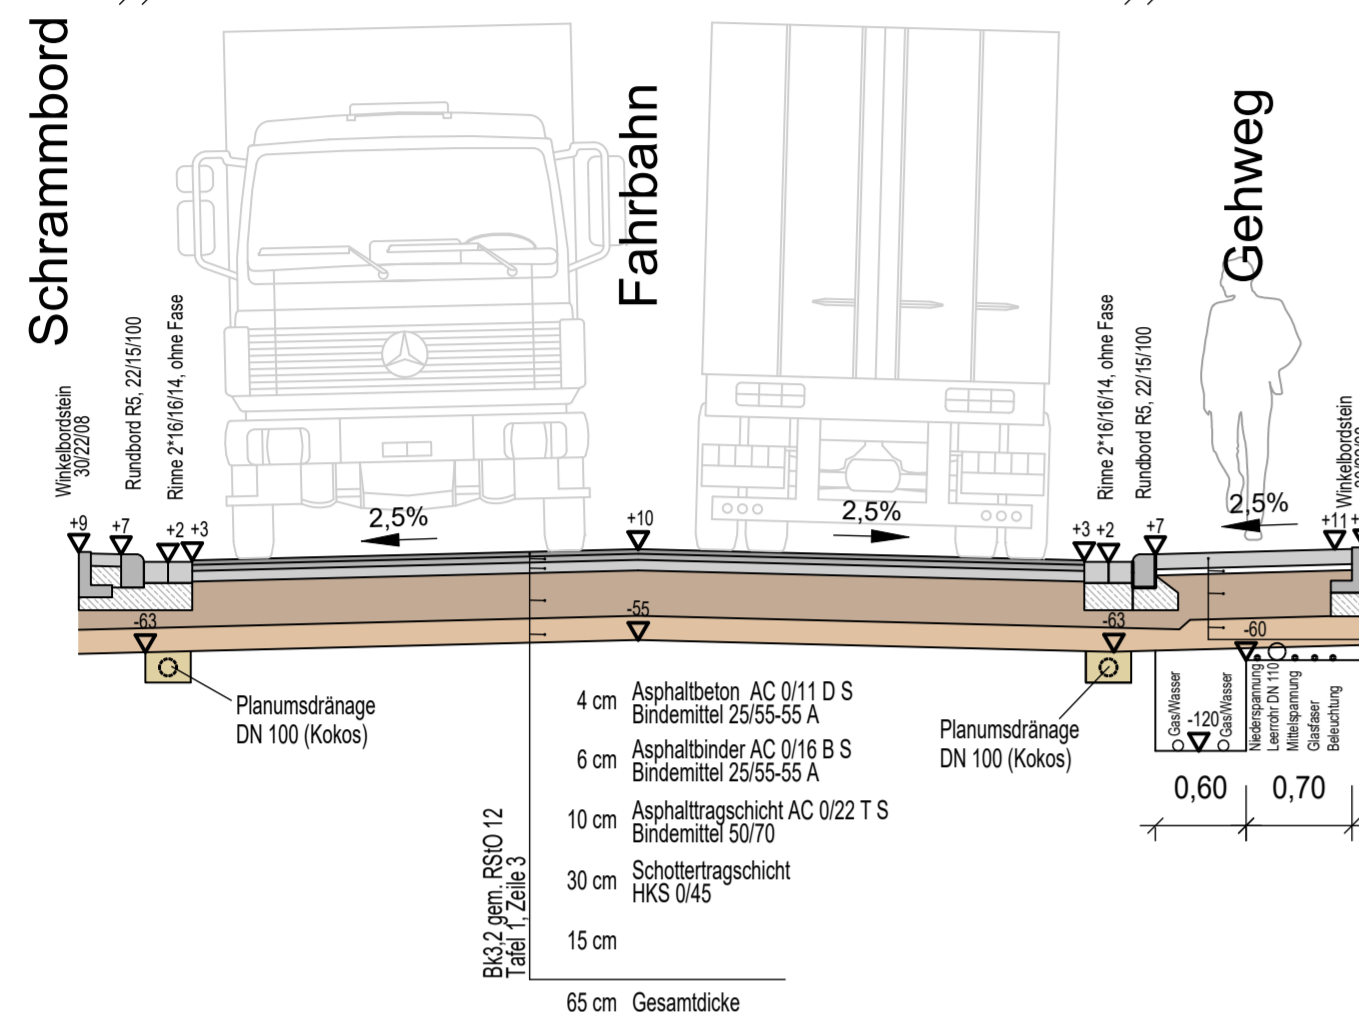 Schrammbord
Fahrbahn
Gehweg
Winkelbordstein
30/22/08
Rundbord R5, 22/15/100
Rinne 2*16/16/14, ohne Fase
Rinne 2*16/16/14, ohne Fase
Rundbord R5, 22/15/100
Winkelbordstein
+9
+7
+2
+3
2,5%
+10
2,5%
+3
+2
+7
2,5%
+11
-63
-55
-63
-60
Planumsdränage
DN 100 (Kokos)
Planumsdränage
DN 100 (Kokos)
Gas/Wasser
-120
Gas/Wasser
Niederspannung
Leerrohr DN 110
Mittelspannung
Glasfaser
Beleuchtung
0,60
0,70
Bk3,2 gem. RStO 12
Tafel 1, Zeile 3
4 cm Asphaltbeton AC 0/11 D S
Bindemittel 25/55-55 A
6 cm Asphaltbinder AC 0/16 B S
Bindemittel 25/55-55 A
10 cm Asphalttragschicht AC 0/22 T S
Bindemittel 50/70
30 cm Schottertragschicht
HKS 0/45
15 cm
65 cm Gesamtdicke